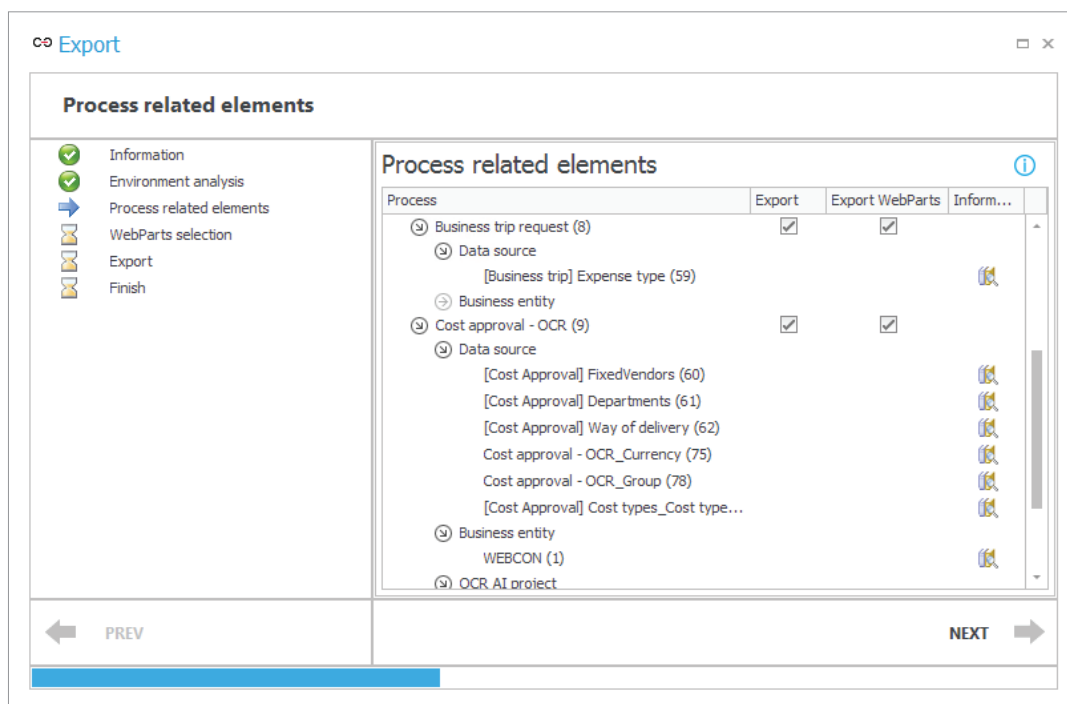 Export
Process related elements
Information
Environment analysis
Process related elements
WebParts selection
Export
Finish
Process related elements
Process Export Export WebParts Inform...
Business trip request (8)
Data source
[Business trip] Expense type (59)
Business entity
Cost approval - OCR (9)
Data source
[Cost Approval] FixedVendors (60)
[Cost Approval] Departments (61)
[Cost Approval] Way of delivery (62)
Cost approval - OCR_Currency (75)
Cost approval - OCR_Group (78)
[Cost Approval] Cost types_Cost type...
Business entity
WEBCON (1)
OCR AI project
PREV
NEXT